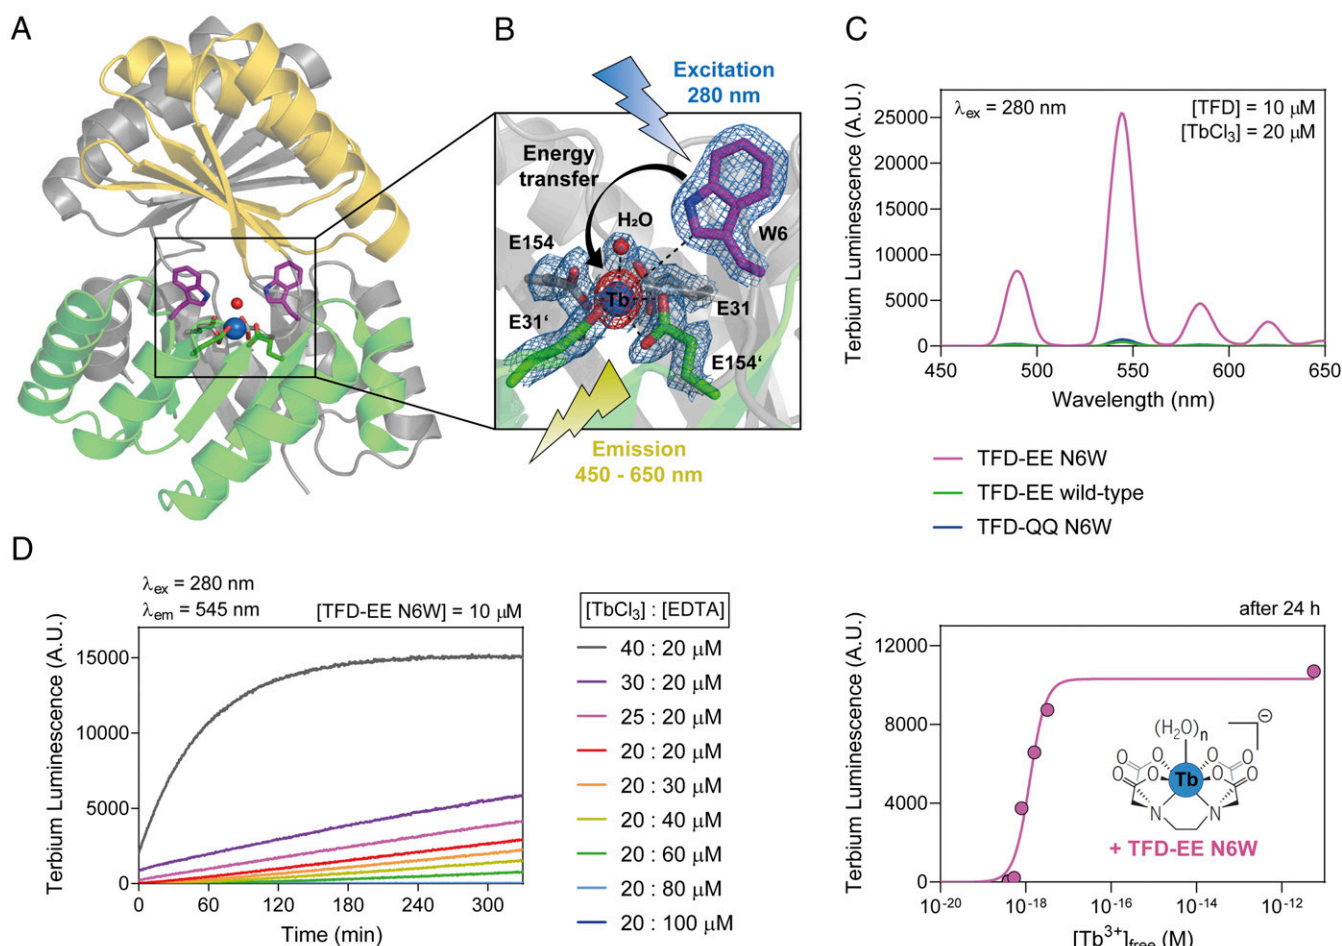 A
B
C
Excitation
280 nm
Energy
transfer
H₂O
W6
E154
Tb
E31
E31‘
E154‘
Emission
450 - 650 nm
λex = 280 nm
[TFD] = 10 μM
[TbCl3] = 20 μM
Terbium Luminescence (A.U.)
25000
20000
15000
10000
5000
0
450
500
550
600
650
Wavelength (nm)
TFD-EE N6W
TFD-EE wild-type
TFD-QQ N6W
D
λex = 280 nm
λem = 545 nm
[TFD-EE N6W] = 10 μM
Terbium Luminescence (A.U.)
15000
10000
5000
0
0
60
120
180
240
300
Time (min)
[TbCl3] : [EDTA]
40 : 20 μM
30 : 20 μM
25 : 20 μM
20 : 20 μM
20 : 30 μM
20 : 40 μM
20 : 60 μM
20 : 80 μM
20 : 100 μM
after 24 h
Terbium Luminescence (A.U.)
12000
8000
4000
0
(H2O)n
⊖
O O O O
O O O O
Tb
N N
+ TFD-EE N6W
10-20
10-18
10-16
10-14
10-12
[Tb3+]free (M)